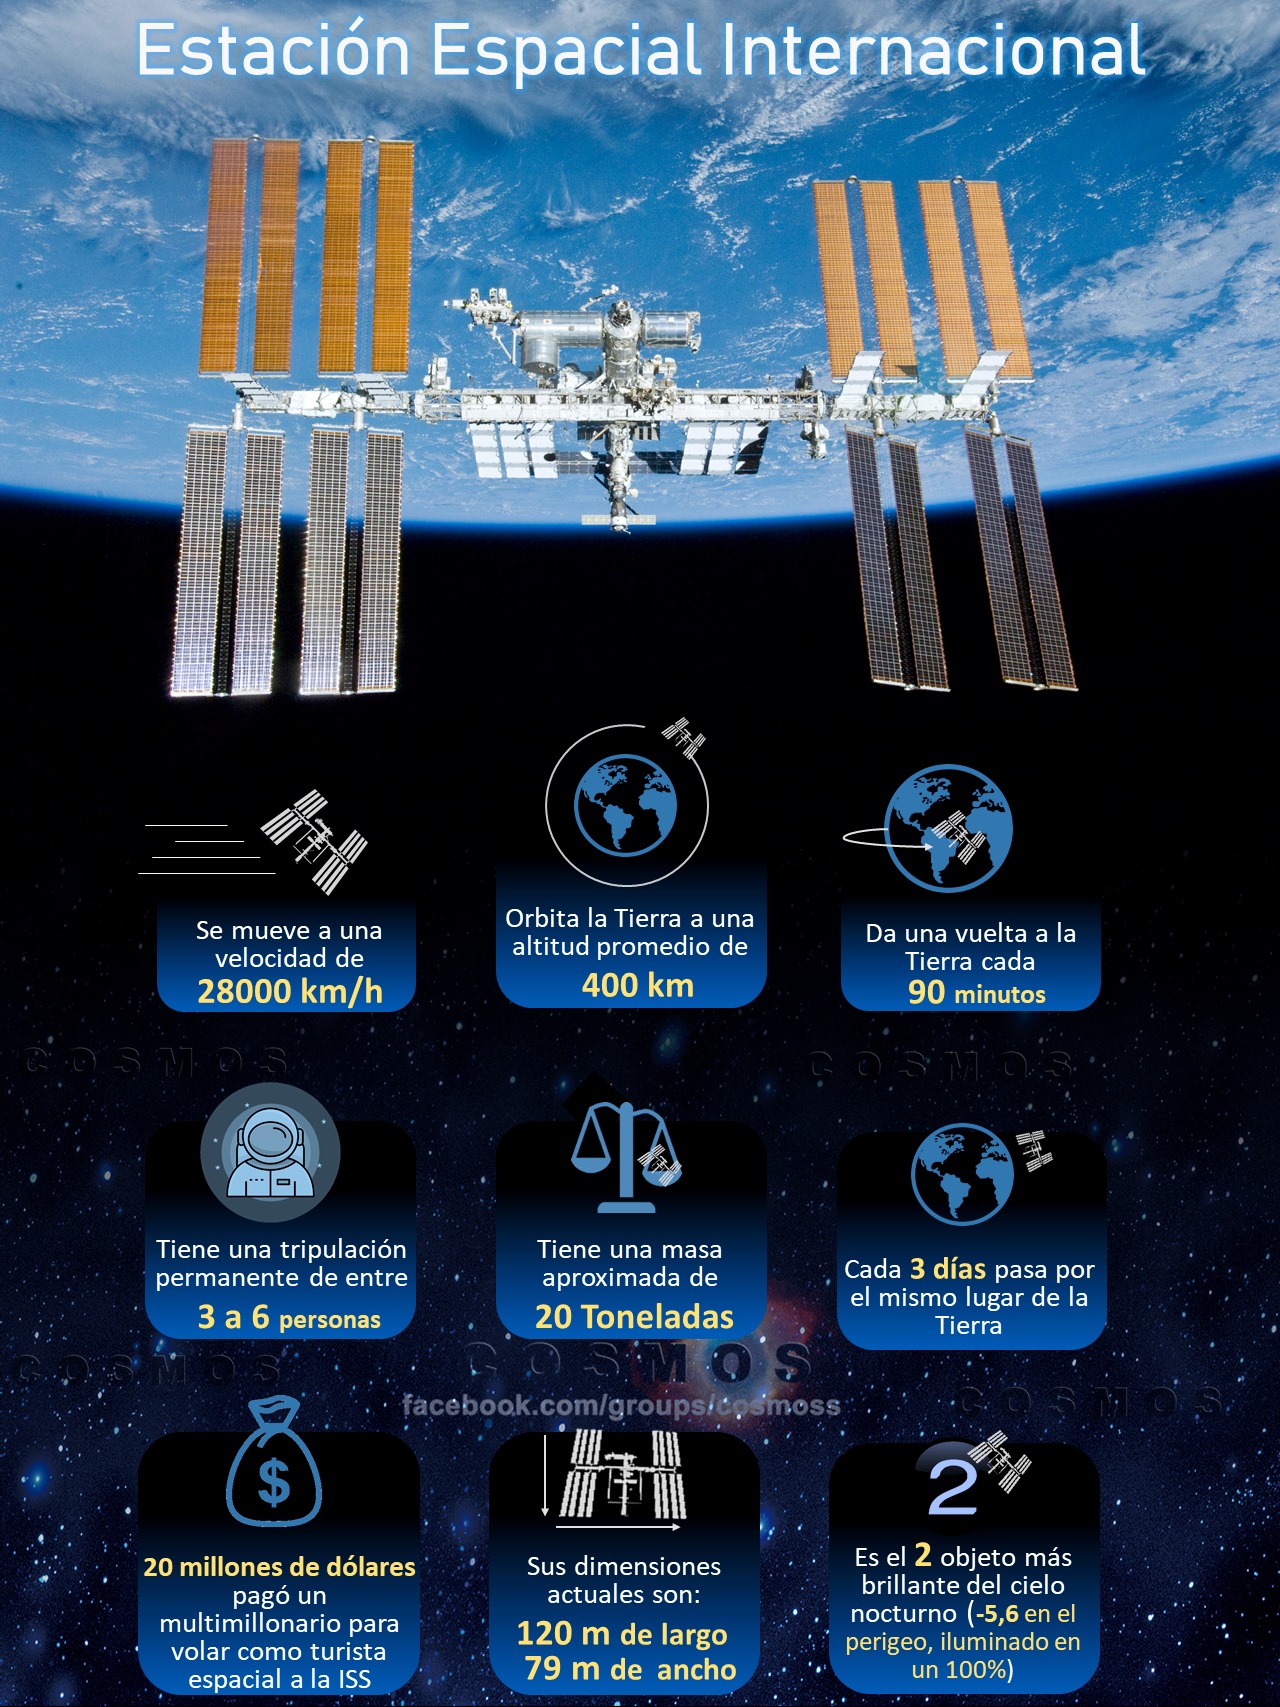 Estación Espacial Internacional
Se mueve a una
velocidad de
28000 km/h
Orbita la Tierra a una
altitud promedio de
400 km
Da una vuelta a la
Tierra cada
90 minutos
COSMOS
COSMOS
Tiene una tripulación
permanente de entre
3 a 6 personas
Tiene una masa
aproximada de
20 Toneladas
Cada 3 días pasa por
el mismo lugar de la
Tierra
COSMOS
COSMOS
facebook.com/groups/cosmoss
COSMOS
$
20 millones de dólares
pagó un
multimillonario para
volar como turista
espacial a la ISS
Sus dimensiones
actuales son:
120 m de largo
79 m de ancho
2
Es el 2 objeto más
brillante del cielo
nocturno (-5,6 en el
perigeo, iluminado en
un 100%)